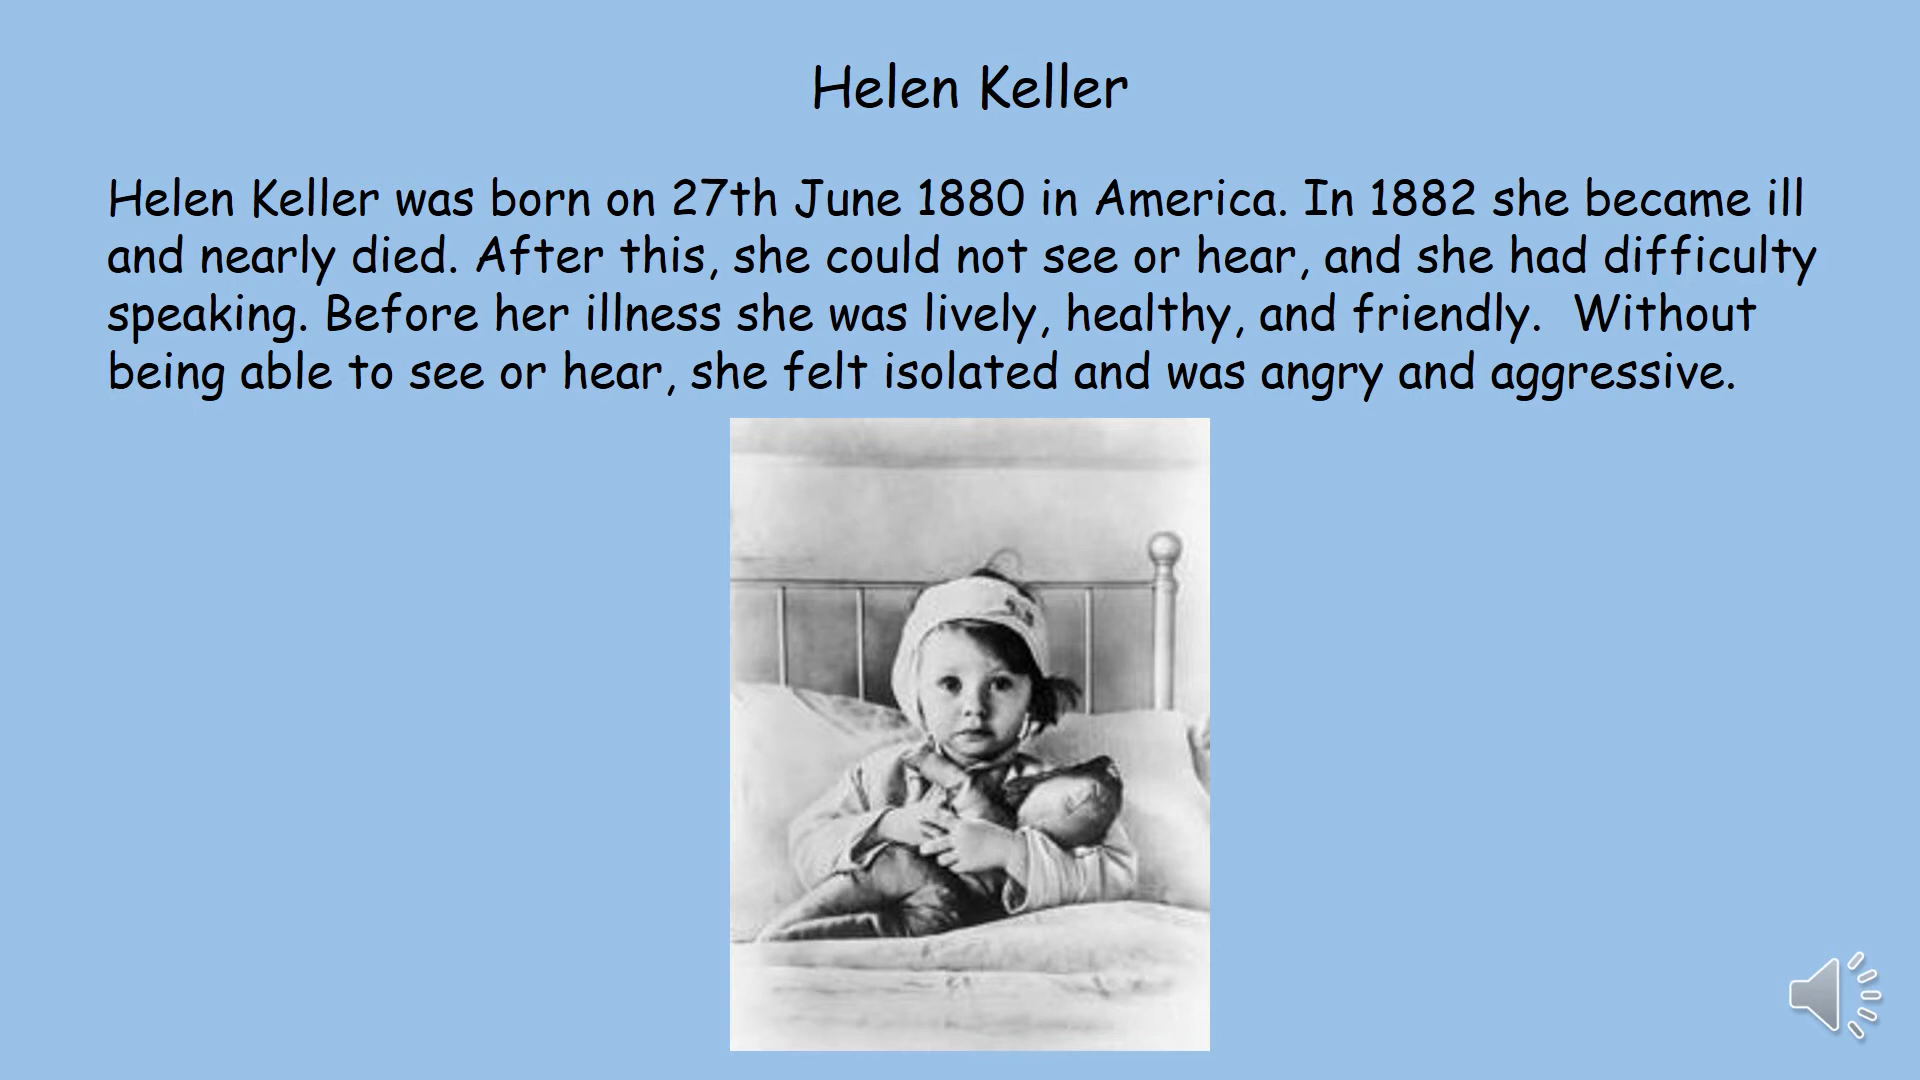 Helen Keller
Helen Keller was born on 27th June 1880 in America. In 1882 she became ill
and nearly died. After this, she could not see or hear, and she had difficulty
speaking. Before her illness she was lively, healthy, and friendly.  Without
being able to see or hear, she felt isolated and was angry and aggressive.